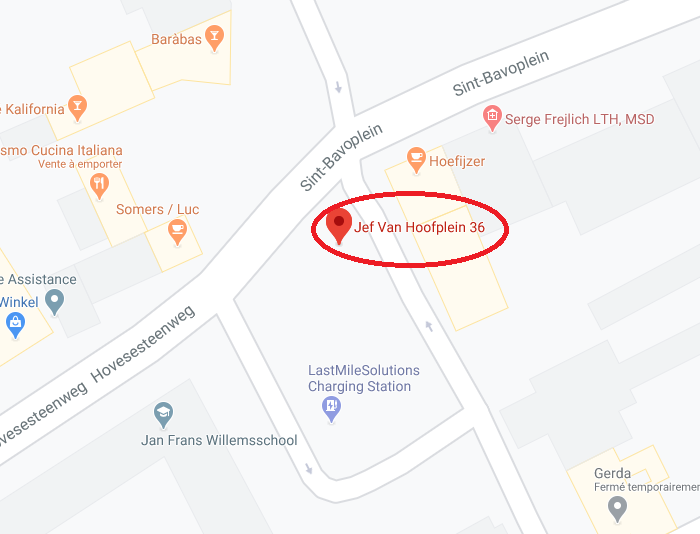 Baràbas
Sint-Bavoplein
Kalifornia
Serge Frejlich LTH, MSD
Sint-Bavoplein
smo Cucina Italiana
Vente à emporter
Hoefijzer
Somers / Luc
Jef Van Hoofplein 36
e Assistance
Winkel
Hovesesteenweg
LastMileSolutions
Charging Station
ovesesteenweg
Jan Frans Willemsschool
Gerda
Fermé temporairemen